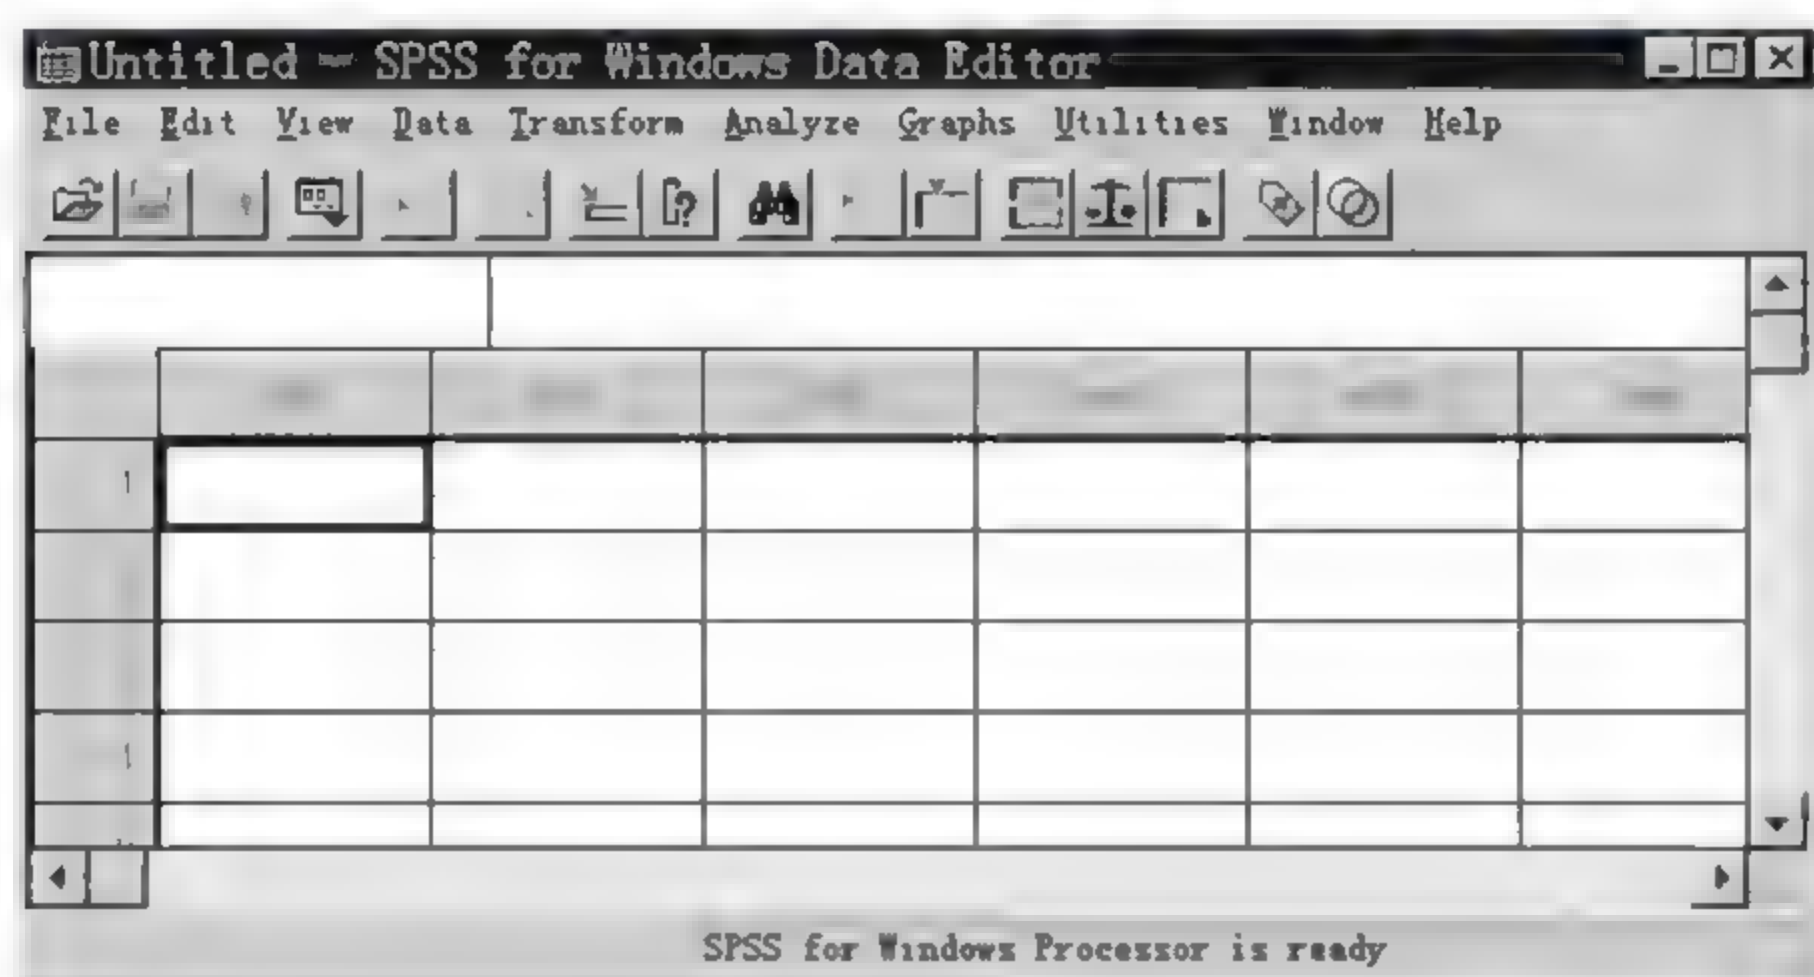 Untitled - SPSS for Windows Data Editor
File Edit View Data Transform Analyze Graphs Utilities Window Help
1
SPSS for Windows Processor is ready